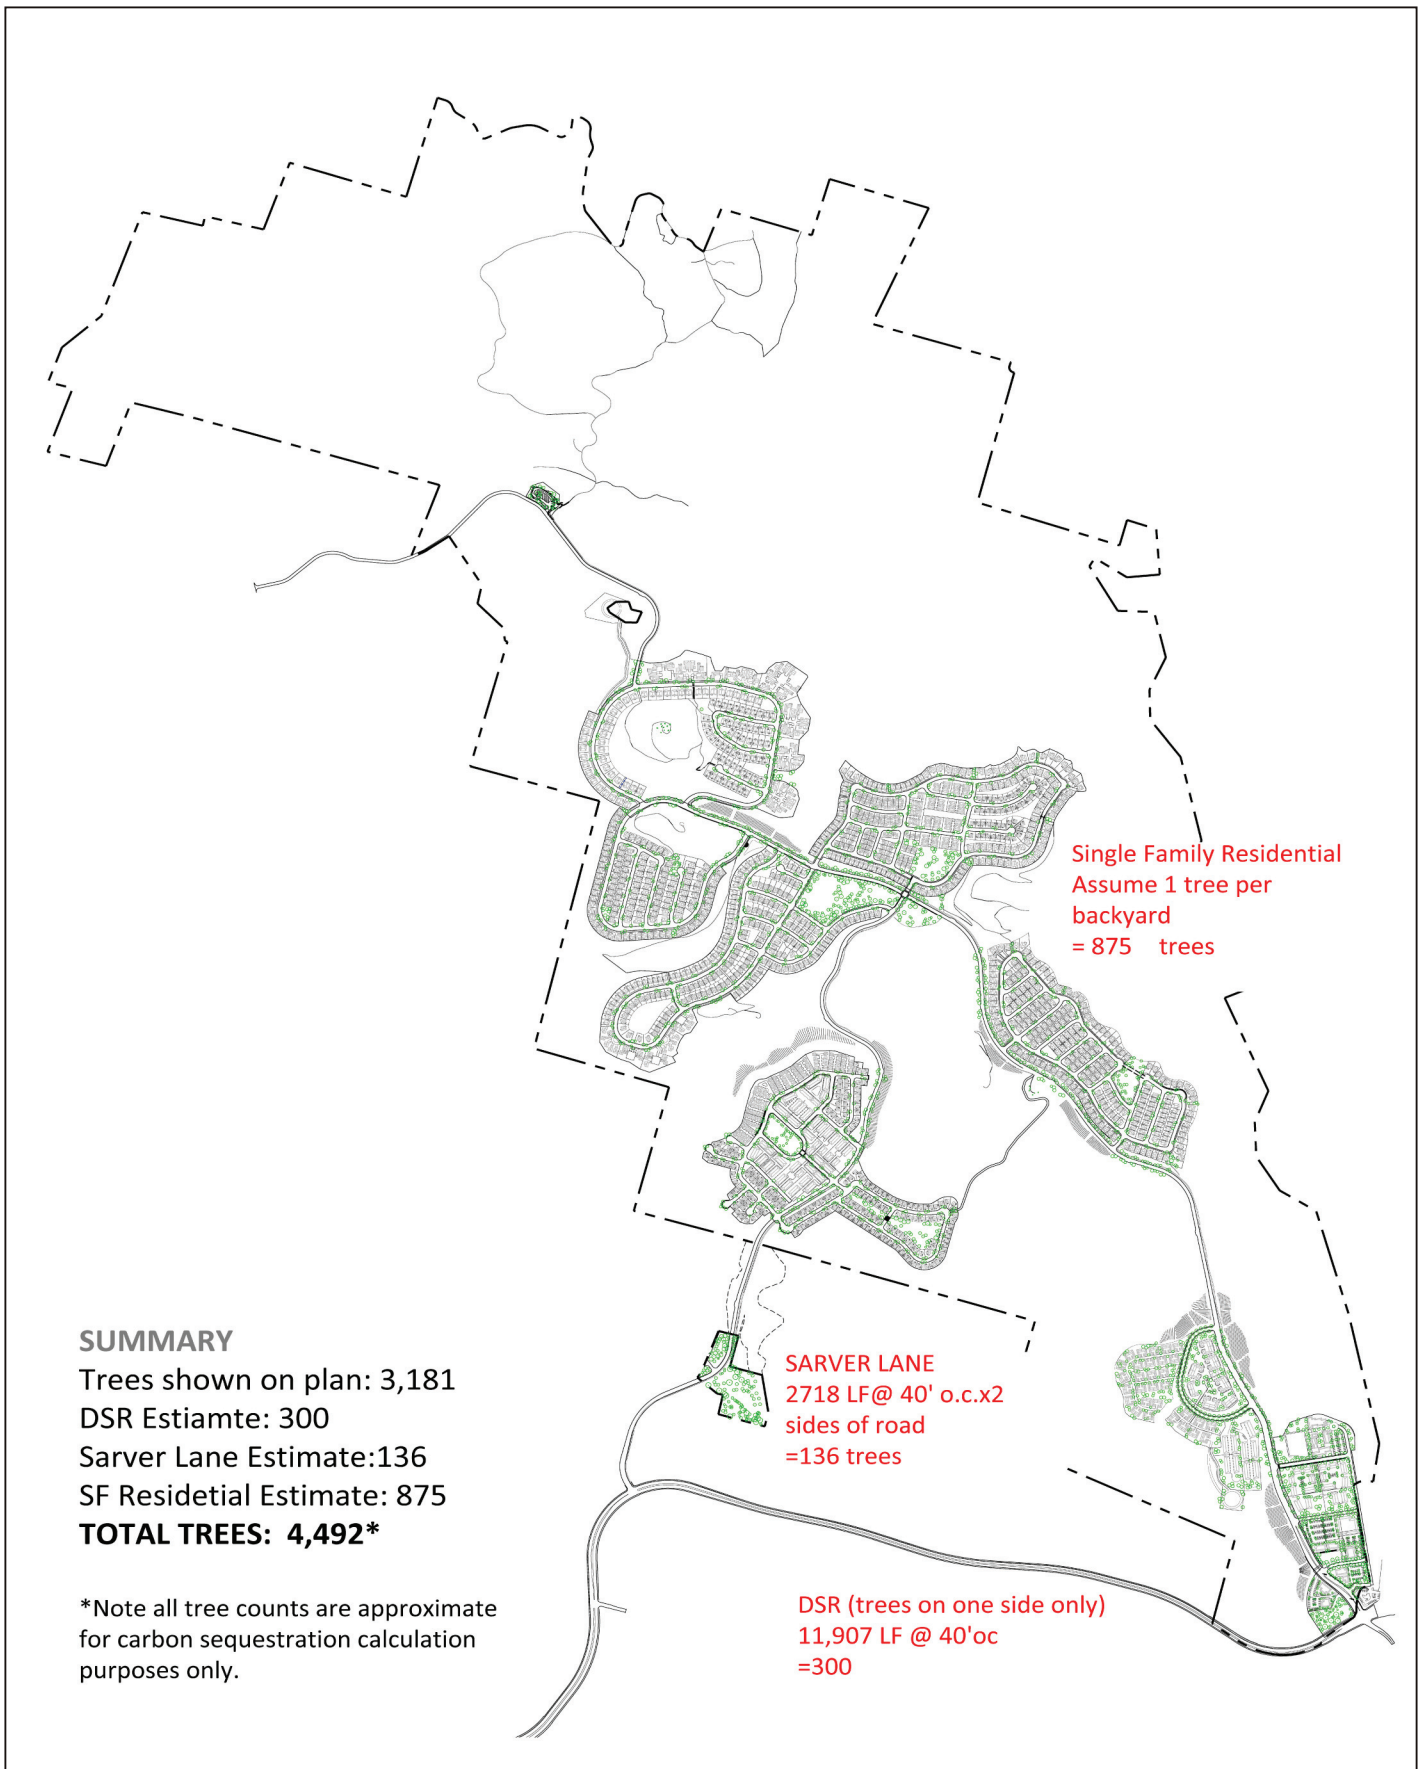 Single Family Residential
Assume 1 tree per
backyard
= 875 trees
SARVER LANE
2718 LF@ 40' o.c.x2
sides of road
=136 trees
SUMMARY
Trees shown on plan: 3,181
DSR Estiamte: 300
Sarver Lane Estimate:136
SF Residetial Estimate: 875
TOTAL TREES: 4,492*
*Note all tree counts are approximate
for carbon sequestration calculation
purposes only.
DSR (trees on one side only)
11,907 LF @ 40'oc
=300